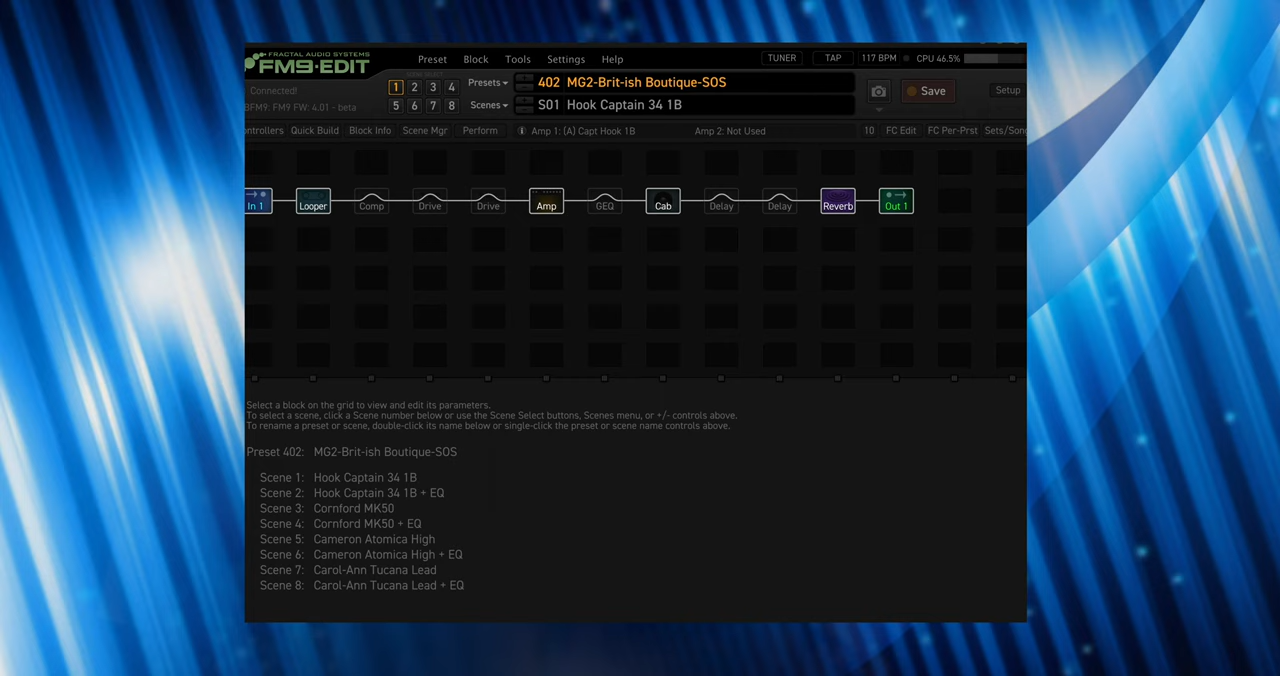 FRACTAL AUDIO SYSTEMS
FM9-EDIT
Preset Block Tools Settings Help
TUNER TAP 117 BPM CPU 46.5%
SCENE SELECT
1 2 3 4
5 6 7 8
Presets
402 MG2-Brit-ish Boutique-SOS
Scenes
S01 Hook Captain 34 1B
Save
Setup
Connected!
BFM9: FM9 FW: 4.01 - beta
ontrollers Quick Build Block Info Scene Mgr Perform Amp 1: (A) Capt Hook 1B Amp 2: Not Used 10 FC Edit FC Per-Prst Sets/Song
In 1 Looper Comp Drive Drive Amp GEQ Cab Delay Delay Reverb Out 1
Select a block on the grid to view and edit its parameters.
To select a scene, click a Scene number below or use the Scene Select buttons, Scenes menu, or +/- controls above.
To rename a preset or scene, double-click its name below or single-click the preset or scene name controls above.
Preset 402: MG2-Brit-ish Boutique-SOS
Scene 1: Hook Captain 34 1B
Scene 2: Hook Captain 34 1B + EQ
Scene 3: Cornford MK50
Scene 4: Cornford MK50 + EQ
Scene 5: Cameron Atomica High
Scene 6: Cameron Atomica High + EQ
Scene 7: Carol-Ann Tucana Lead
Scene 8: Carol-Ann Tucana Lead + EQ